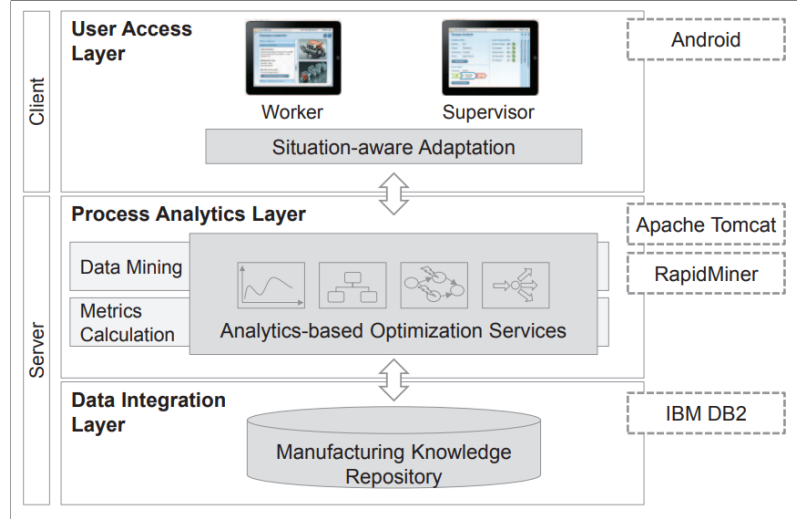 Client
User Access
Layer
Worker
Supervisor
Situation-aware Adaptation
Android
Server
Process Analytics Layer
Data Mining
Metrics
Calculation
Analytics-based Optimization Services
Apache Tomcat
RapidMiner
Data Integration
Layer
Manufacturing Knowledge
Repository
IBM DB2